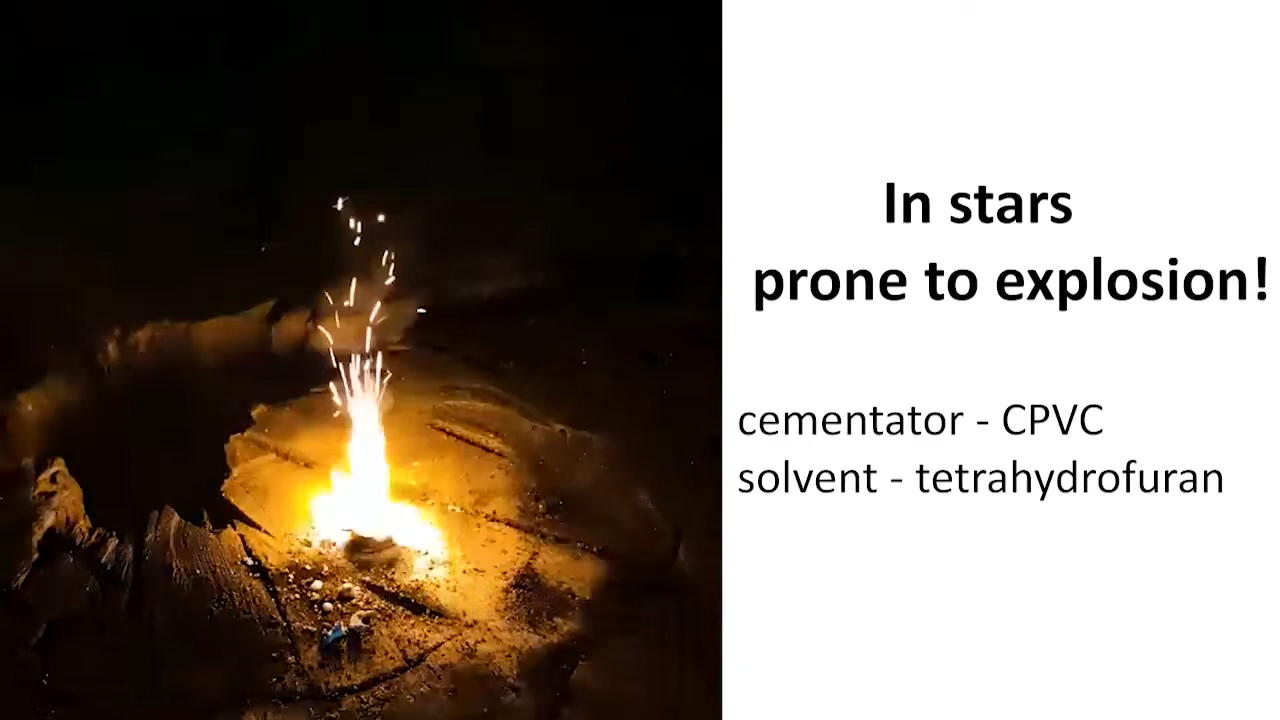 In stars
prone to explosion!
cementator - CPVC
solvent - tetrahydrofuran